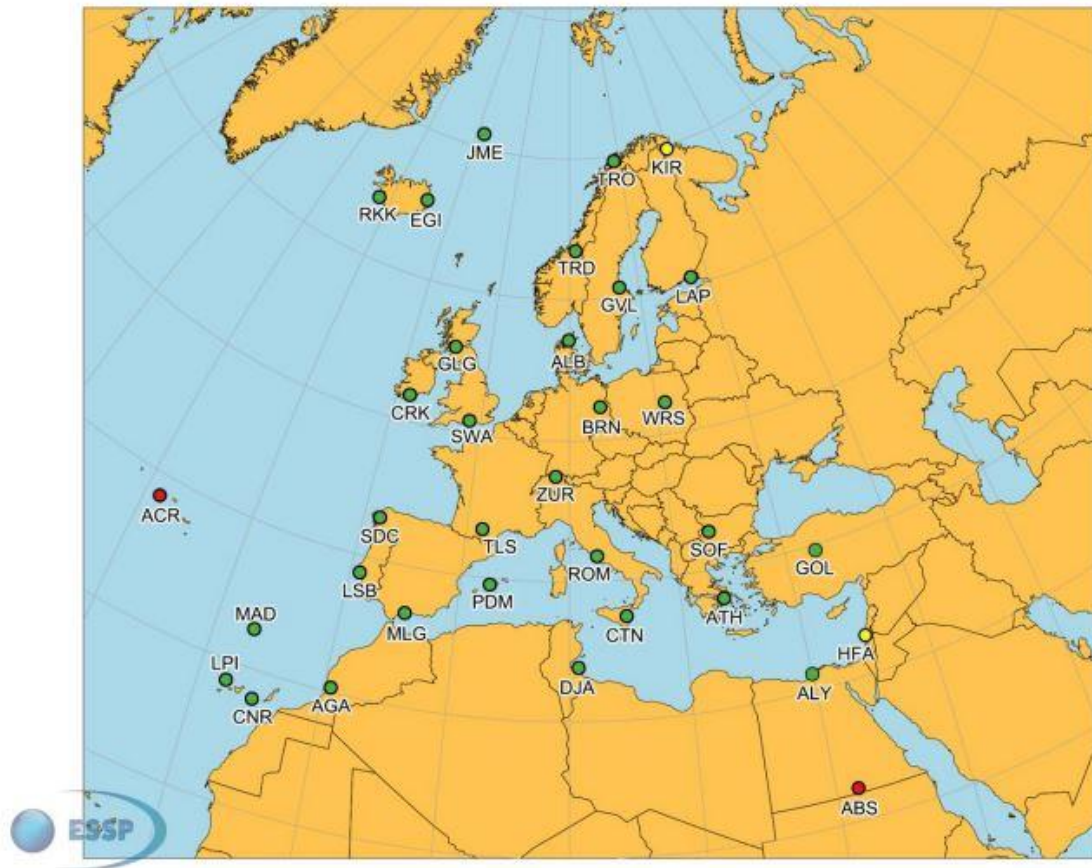 JME
TRO
KIR
RKK
EGI
TRD
GVL
LAP
GLG
ALB
CRK
BRN
WRS
SWA
ZUR
ACR
SDC
TLS
SOF
ROM
GOL
LSB
PDM
ATH
MAD
MLG
CTN
HFA
LPI
DJA
ALY
CNR
AGA
ABS
ESSP